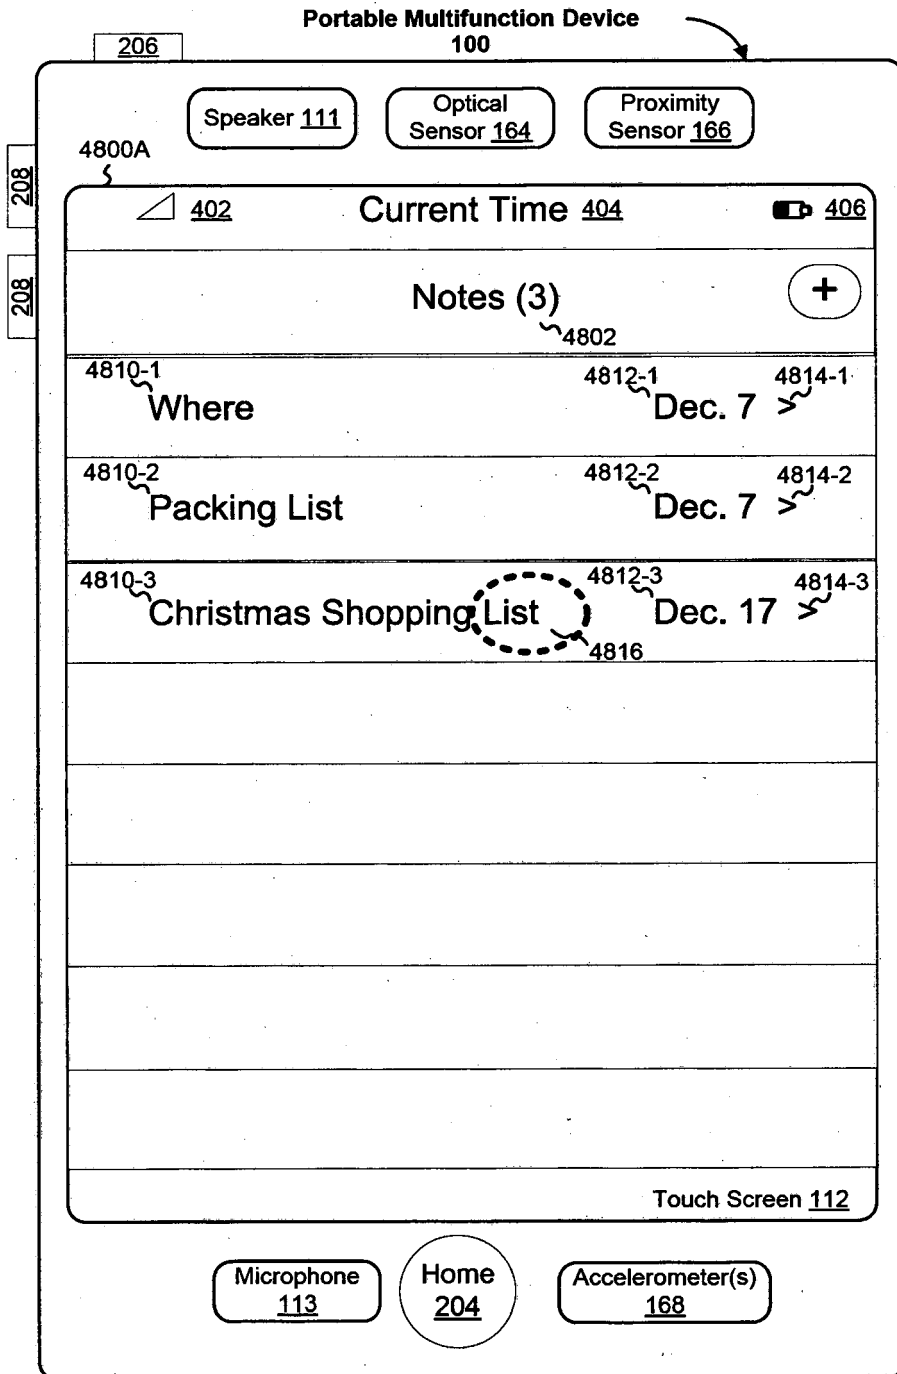 Portable Multifunction Device
100
206
Speaker 111
Optical
Sensor 164
Proximity
Sensor 166
4800A
208
208
402 Current Time 404 406
Notes (3) +
4802
4810-1 4812-1 4814-1
Where Dec. 7 >
4810-2 4812-2 4814-2
Packing List Dec. 7 >
4810-3 4812-3 4814-3
Christmas Shopping List Dec. 17 >
4816
Touch Screen 112
Microphone
113
Home
204
Accelerometer(s)
168